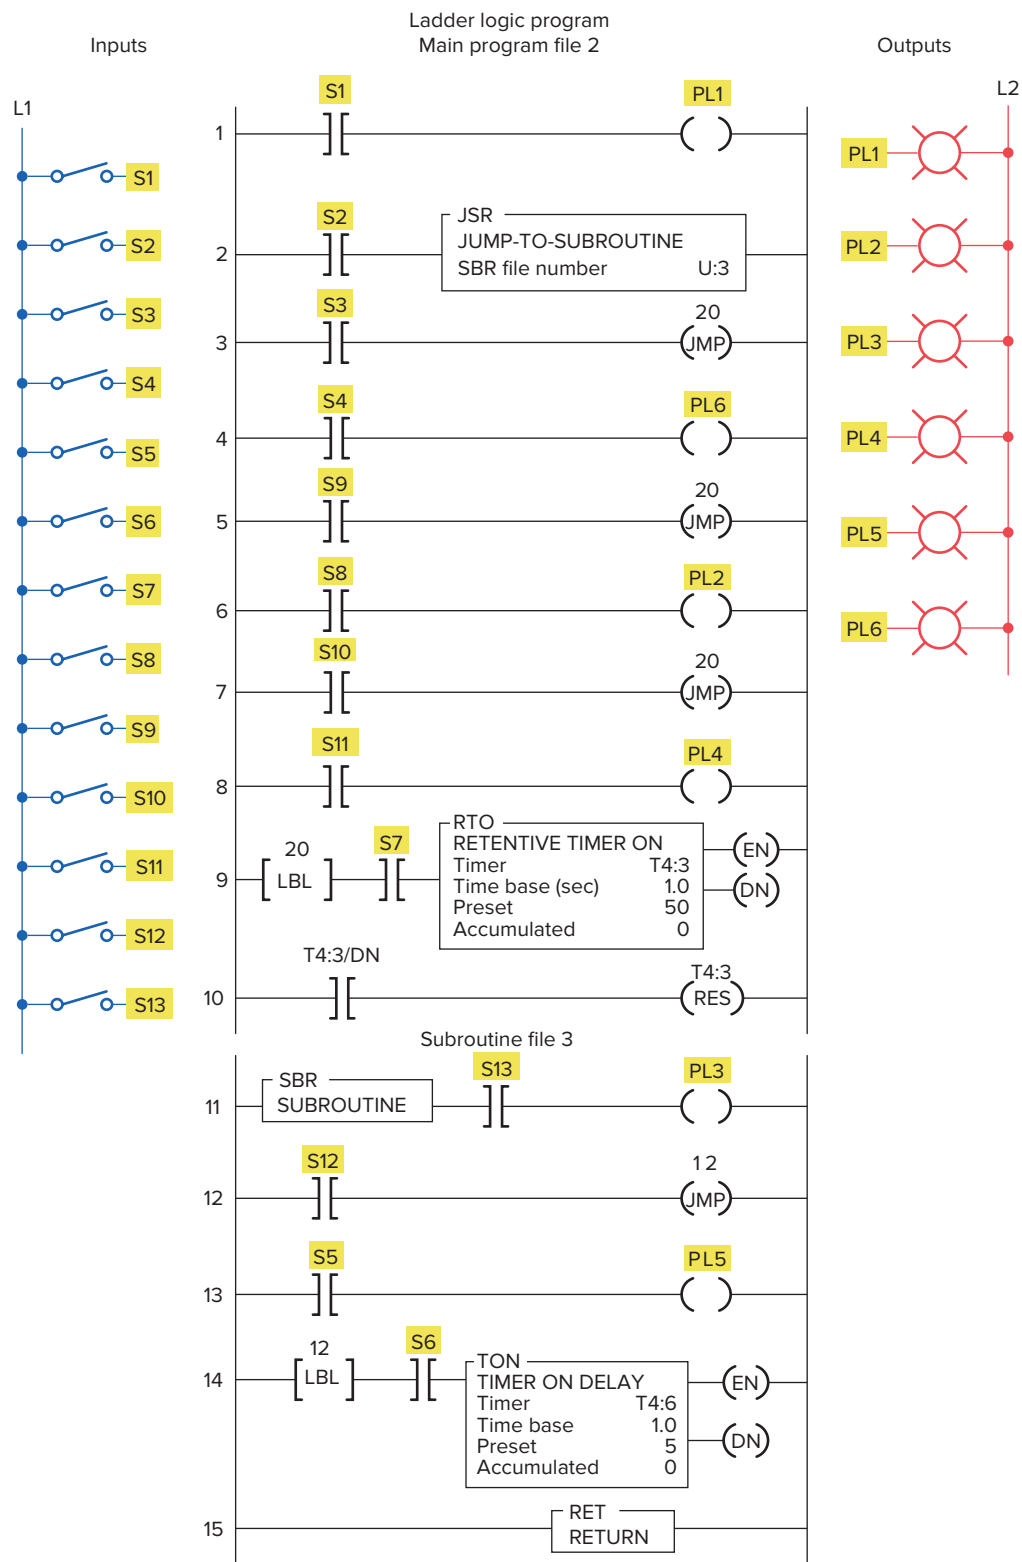 Ladder logic program
Inputs
Main program file 2
Outputs
L1
L2
S1
S2
S3
S4
S5
S6
S7
S8
S9
S10
S11
S12
S13
1
S1
PL1
2
S2
JSR
JUMP-TO-SUBROUTINE
SBR file number U:3
3
S3
20
JMP
4
S4
PL6
5
S9
20
JMP
6
S8
PL2
7
S10
20
JMP
8
S11
PL4
9
20
LBL
S7
RTO
RETENTIVE TIMER ON
Timer T4:3
Time base (sec) 1.0
Preset 50
Accumulated 0
EN
DN
10
T4:3/DN
T4:3
RES
Subroutine file 3
11
SBR
SUBROUTINE
S13
PL3
12
S12
12
JMP
13
S5
PL5
14
12
LBL
S6
TON
TIMER ON DELAY
Timer T4:6
Time base 1.0
Preset 5
Accumulated 0
EN
DN
15
RET
RETURN
PL1
PL2
PL3
PL4
PL5
PL6